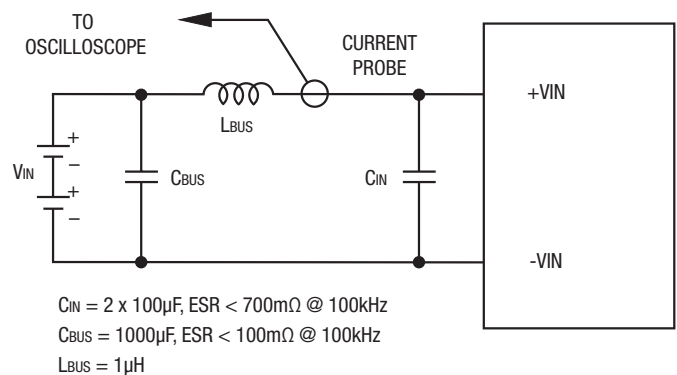 TO
OSCILLOSCOPE
CURRENT
PROBE
+VIN
LBUS
+
−
VIN
+
−
CBUS
CIN
-VIN
CIN = 2 x 100µF, ESR < 700mΩ @ 100kHz
CBUS = 1000µF, ESR < 100mΩ @ 100kHz
LBUS = 1µH